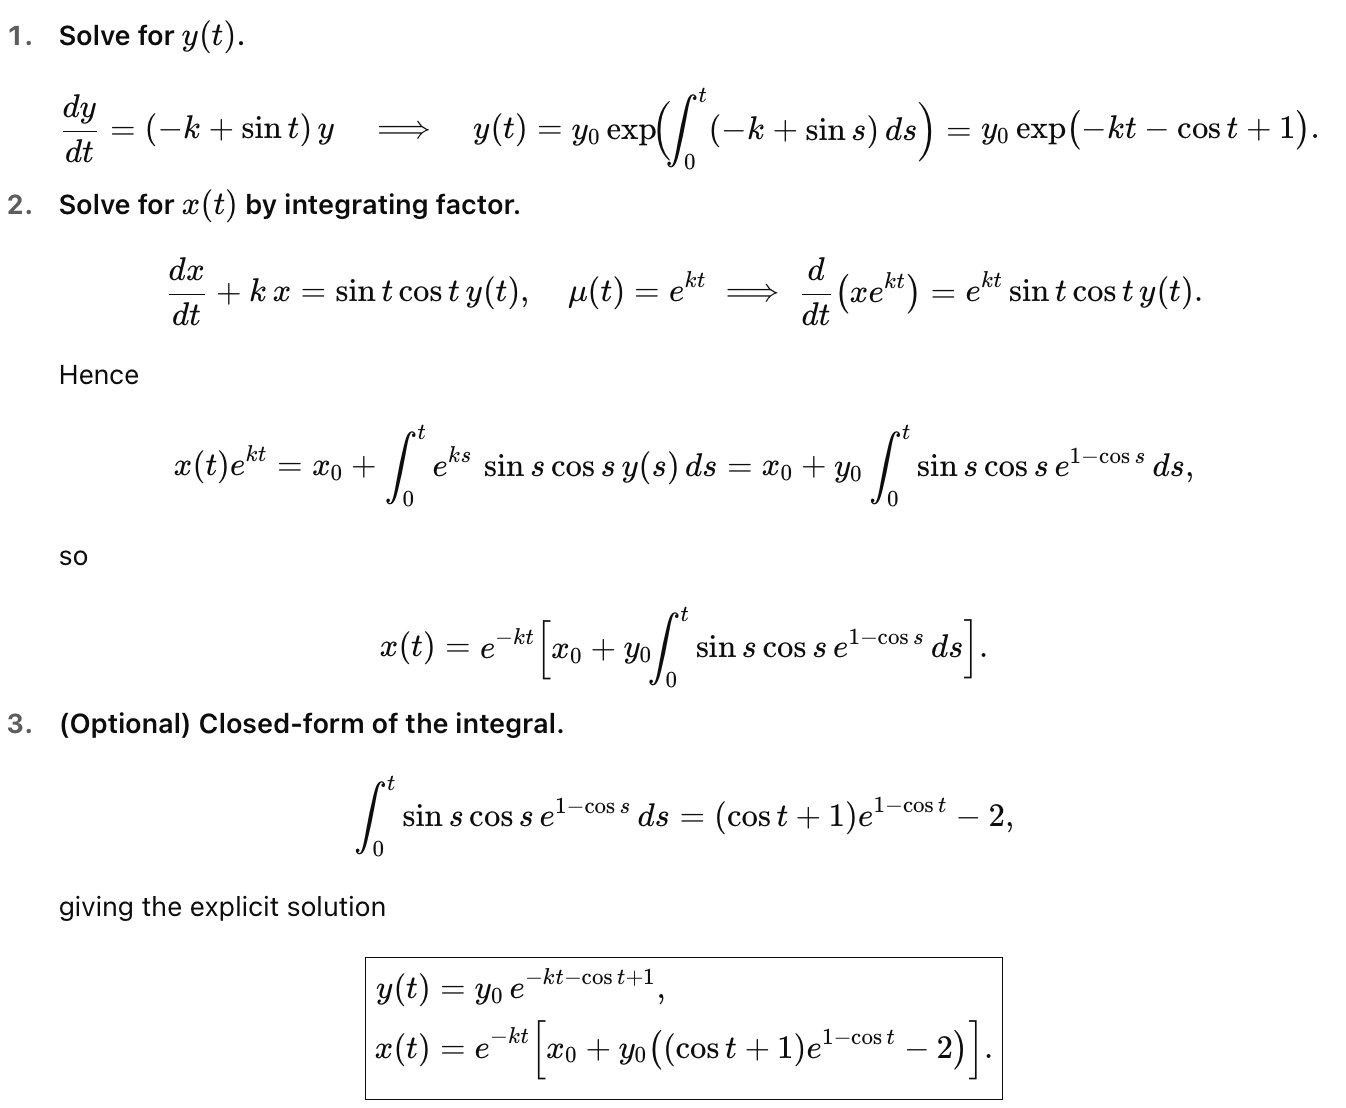 1. Solve for y(t).
dy/dt = (−k + sin t) y ⟹ y(t) = y₀ exp(∫₀ᵗ (−k + sin s) ds) = y₀ exp(−kt − cos t + 1).
2. Solve for x(t) by integrating factor.
dx/dt + k x = sin t cos t y(t), μ(t) = e^{kt} ⟹ d/dt (xe^{kt}) = e^{kt} sin t cos t y(t).
Hence
x(t)e^{kt} = x₀ + ∫₀ᵗ e^{ks} sin s cos s y(s) ds = x₀ + y₀ ∫₀ᵗ sin s cos s e^{1−cos s} ds,
so
x(t) = e^{−kt} [x₀ + y₀ ∫₀ᵗ sin s cos s e^{1−cos s} ds].
3. (Optional) Closed-form of the integral.
∫₀ᵗ sin s cos s e^{1−cos s} ds = (cos t + 1)e^{1−cos t} − 2,
giving the explicit solution
y(t) = y₀ e^{−kt−cos t+1},
x(t) = e^{−kt} [x₀ + y₀((cos t + 1)e^{1−cos t} − 2)].